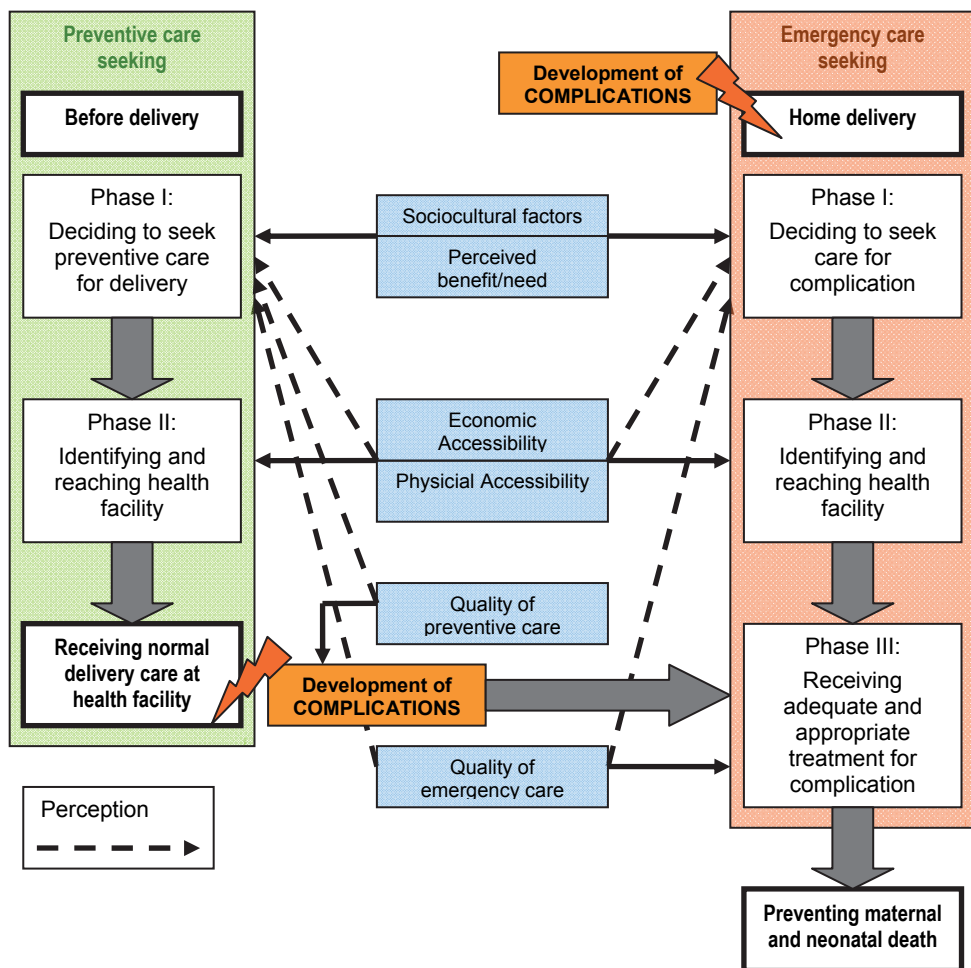 Preventive care
seeking
Before delivery
Phase I:
Deciding to seek
preventive care
for delivery
Phase II:
Identifying and
reaching health
facility
Receiving normal
delivery care at
health facility
Perception
Development of
COMPLICATIONS
Sociocultural factors
Perceived
benefit/need
Economic
Accessibility
Physicial Accessibility
Quality of
preventive care
Development of
COMPLICATIONS
Quality of
emergency care
Emergency care
seeking
Home delivery
Phase I:
Deciding to seek
care for
complication
Phase II:
Identifying and
reaching health
facility
Phase III:
Receiving
adequate and
appropriate
treatment for
complication
Preventing maternal
and neonatal death